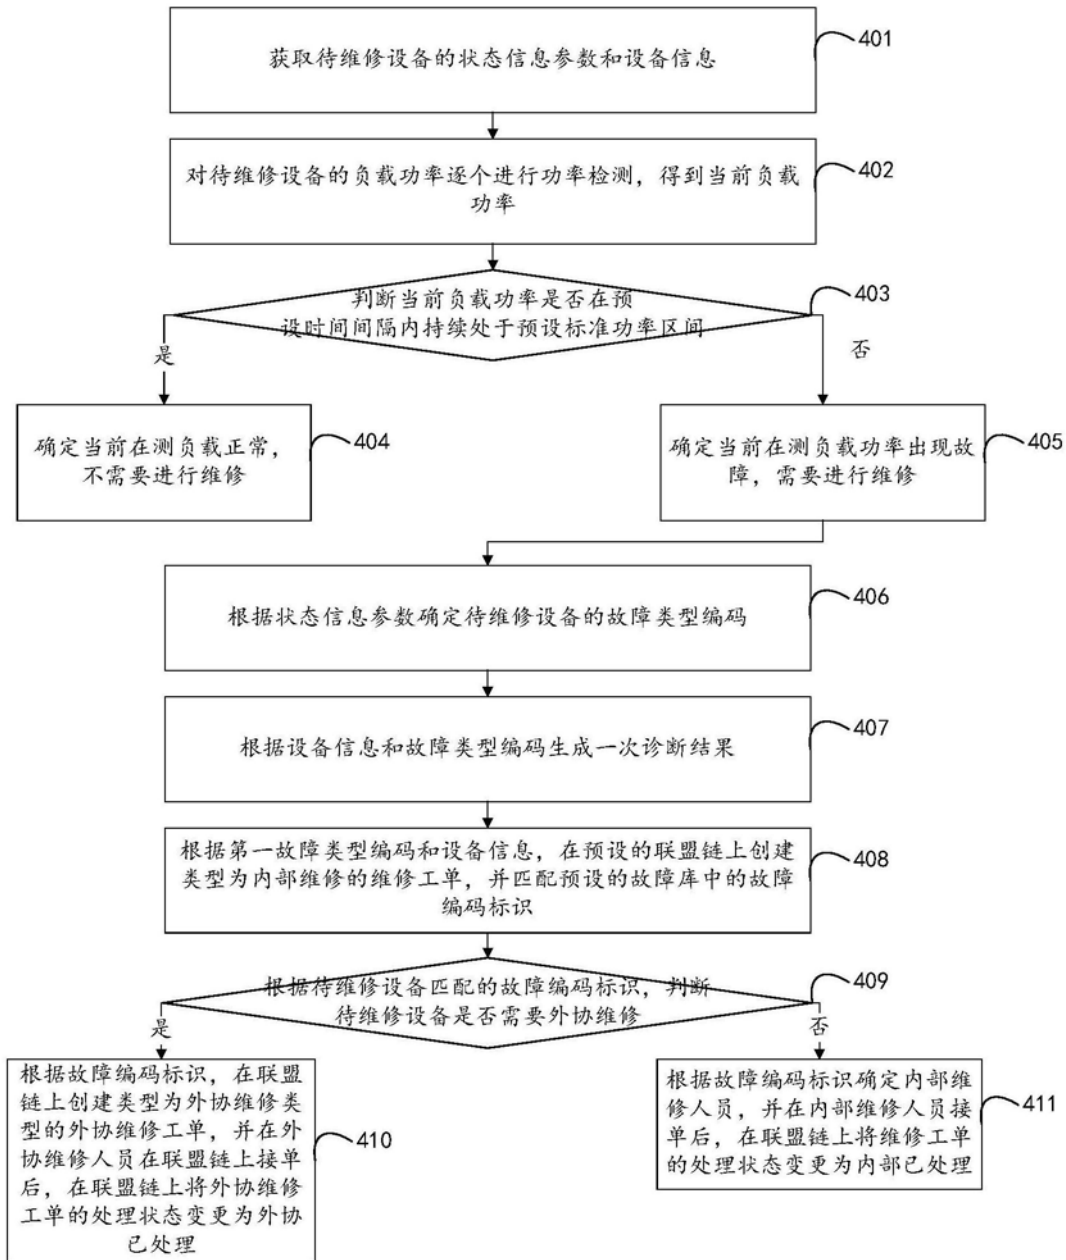 获取待维修设备的状态信息参数和设备信息
401
对待维修设备的负载功率逐个进行功率检测，得到当前负载
功率
402
判断当前负载功率是否在预
设时间间隔内持续处于预设标准功率区间
403
是
否
确定当前在测负载正常，
不需要进行维修
404
确定当前在测负载功率出现故
障，需要进行维修
405
根据状态信息参数确定待维修设备的故障类型编码
406
根据设备信息和故障类型编码生成一次诊断结果
407
根据第一故障类型编码和设备信息，在预设的联盟链上创建
类型为内部维修的维修工单，并匹配预设的故障库中的故障
编码标识
408
根据待维修设备匹配的故障编码标识，判断
待维修设备是否需要外协维修
409
是
否
根据故障编码标识，在联盟
链上创建类型为外协维修类
型的外协维修工单，并在外
协维修人员在联盟链上接单
后，在联盟链上将外协维修
工单的处理状态变更为外协
已处理
410
根据故障编码标识确定内部维
修人员，并在内部维修人员接
单后，在联盟链上将维修工单
的处理状态变更为内部已处理
411